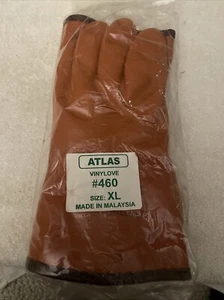 ATLAS
VINYLOVE
#460
SIZE: XL
MADE IN MALAYSIA